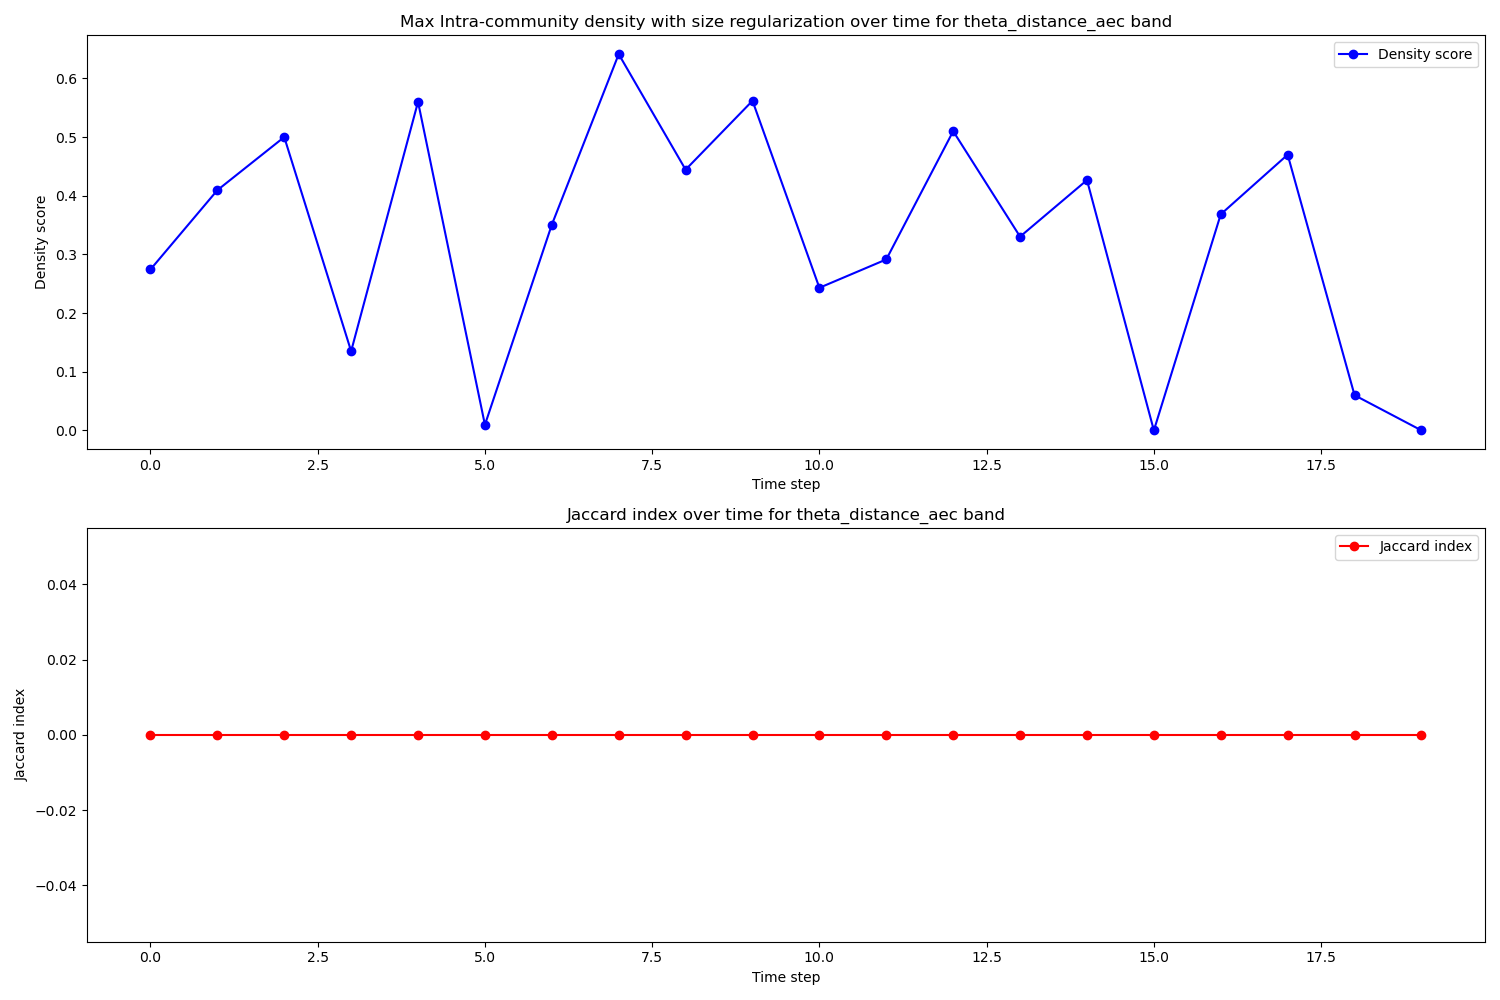 Max Intra-community density with size regularization over time for theta_distance_aec band
Density score
0.6
0.5
0.4
0.3
0.2
0.1
0.0
Density score
0.0 2.5 5.0 7.5 10.0 12.5 15.0 17.5
Time step
Jaccard index over time for theta_distance_aec band
Jaccard index
0.04
0.02
0.00
−0.02
−0.04
Jaccard index
0.0 2.5 5.0 7.5 10.0 12.5 15.0 17.5
Time step